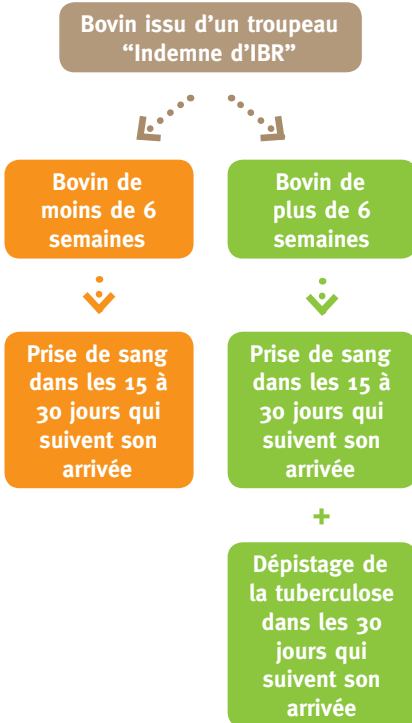 Bovin issu d’un troupeau
“Indemne d’IBR”
Bovin de
moins de 6
semaines
Bovin de
plus de 6
semaines
Prise de sang
dans les 15 à
30 jours qui
suivent son
arrivée
Prise de sang
dans les 15 à
30 jours qui
suivent son
arrivée
+
Dépistage de
la tuberculose
dans les 30
jours qui
suivent son
arrivée